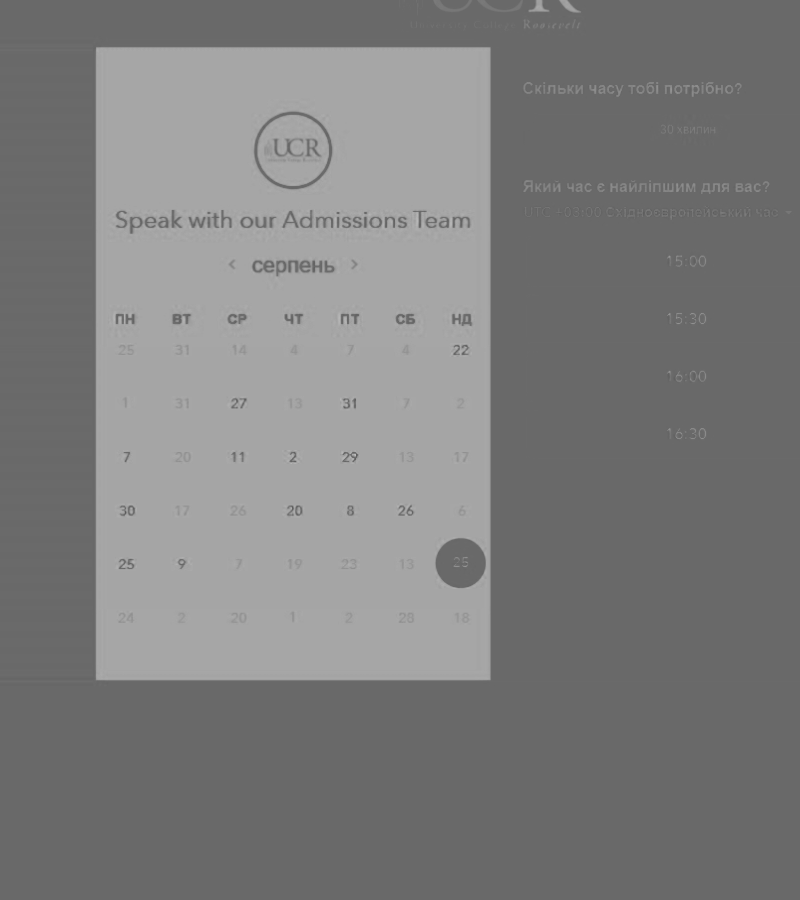 UCR
University College Roosevelt
UCR
Speak with our Admissions Team
< серпень >
ПН ВТ СР ЧТ ПТ СБ НД
25 31 14 4 7 4 22
1 31 27 13 31 7 2
7 20 11 2 29 13 17
30 17 26 20 8 26 6
25 9 7 19 23 13 25
24 2 20 1 2 28 18
Скільки часу тобі потрібно?
30 хвилин
Який час є найліпшим для вас?
UTC +03:00 Східноєвропейський час
15:00
15:30
16:00
16:30